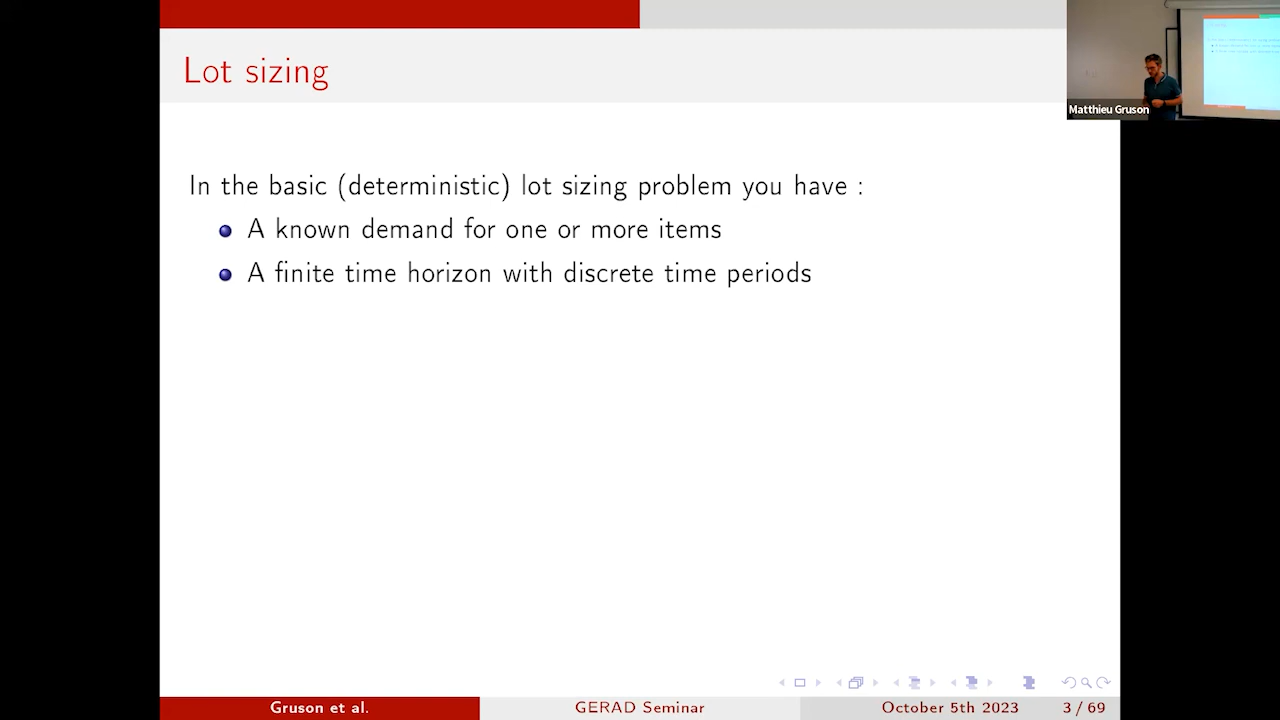 Lot sizing
Matthieu Gruson
In the basic (deterministic) lot sizing problem you have :
A known demand for one or more items
A finite time horizon with discrete time periods
Gruson et al.
GERAD Seminar
October 5th 2023
3 / 69